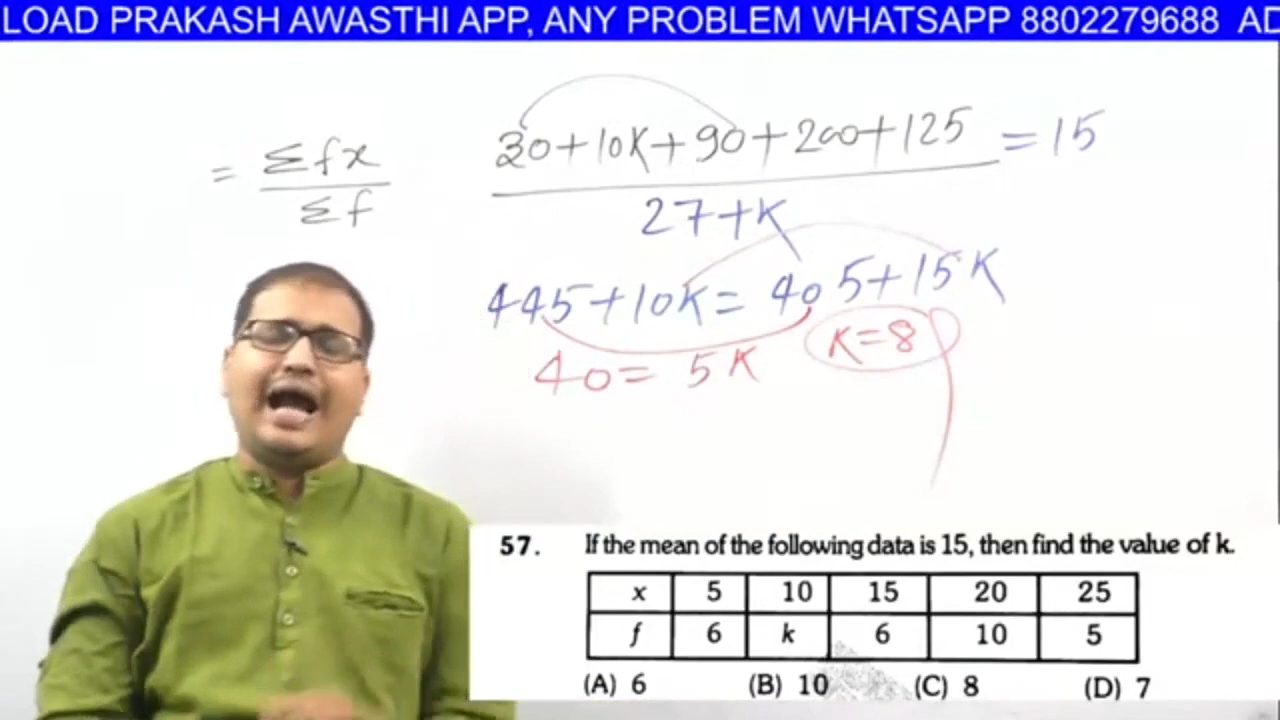 LOAD PRAKASH AWASTHI APP, ANY PROBLEM WHATSAPP 8802279688 AD
= Σfx / Σf
30+10K+90+200+125 = 15
27+K
445+10K = 405+15K
40 = 5K K=8
57. If the mean of the following data is 15, then find the value of k.
x 5 10 15 20 25
f 6 k 6 10 5
(A) 6 (B) 10 (C) 8 (D) 7